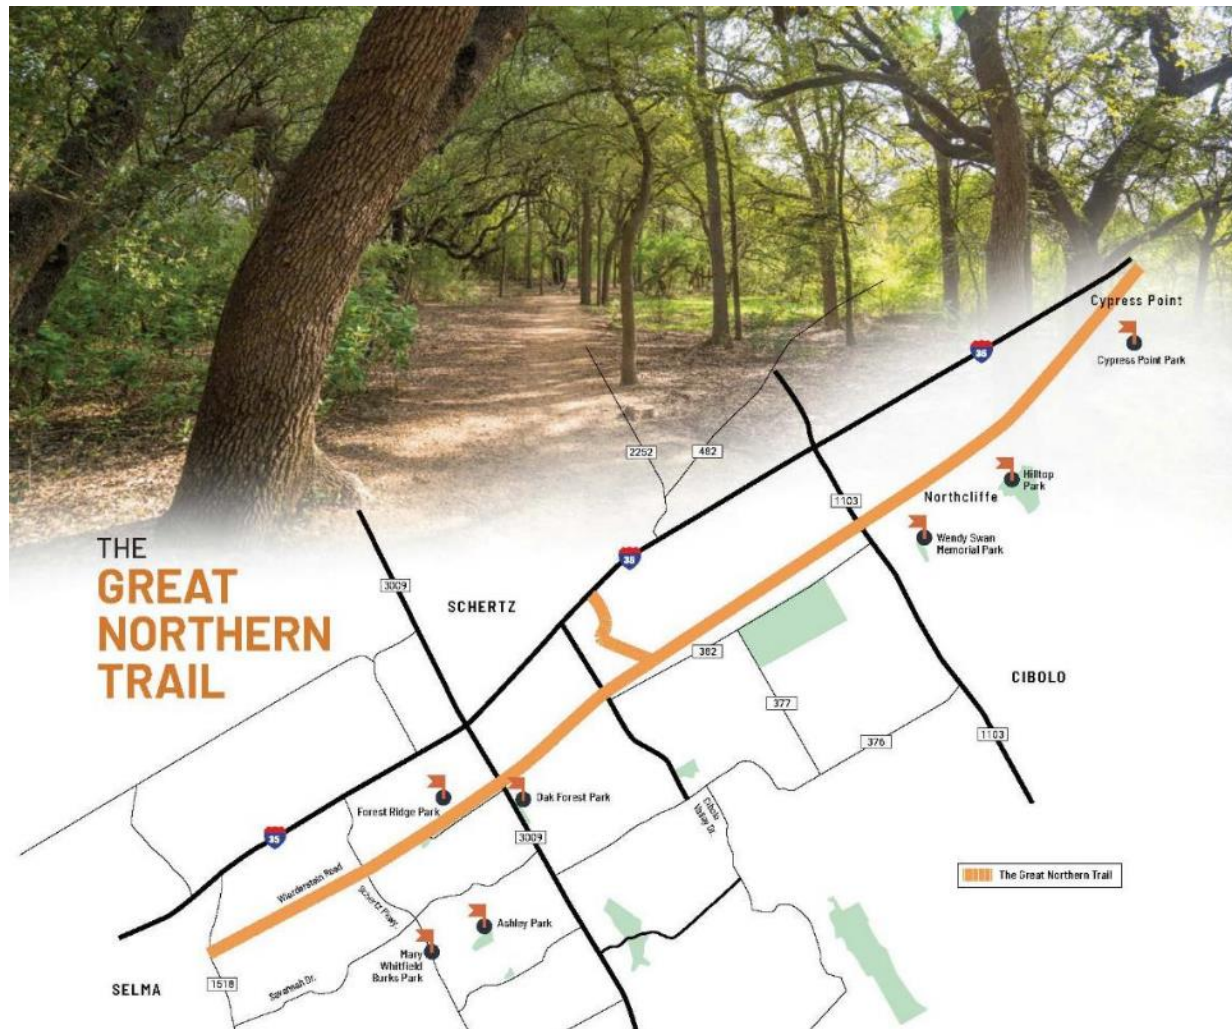 THE
GREAT
NORTHERN
TRAIL
Cypress Point
Cypress Point Park
35
2252
482
Hilltop
Park
1103
Northcliffe
Wendy Swan
Memorial Park
35
3009
SCHERTZ
382
CIBOLO
377
376
1103
Forest Ridge Park
Oak Forest Park
Cibolo
Valley Dr.
35
3009
Wierderstein Road
The Great Northern Trail
Schertz Pkwy.
Ashley Park
Mary
Whitfield
Burks Park
1518
Savannah Dr.
SELMA